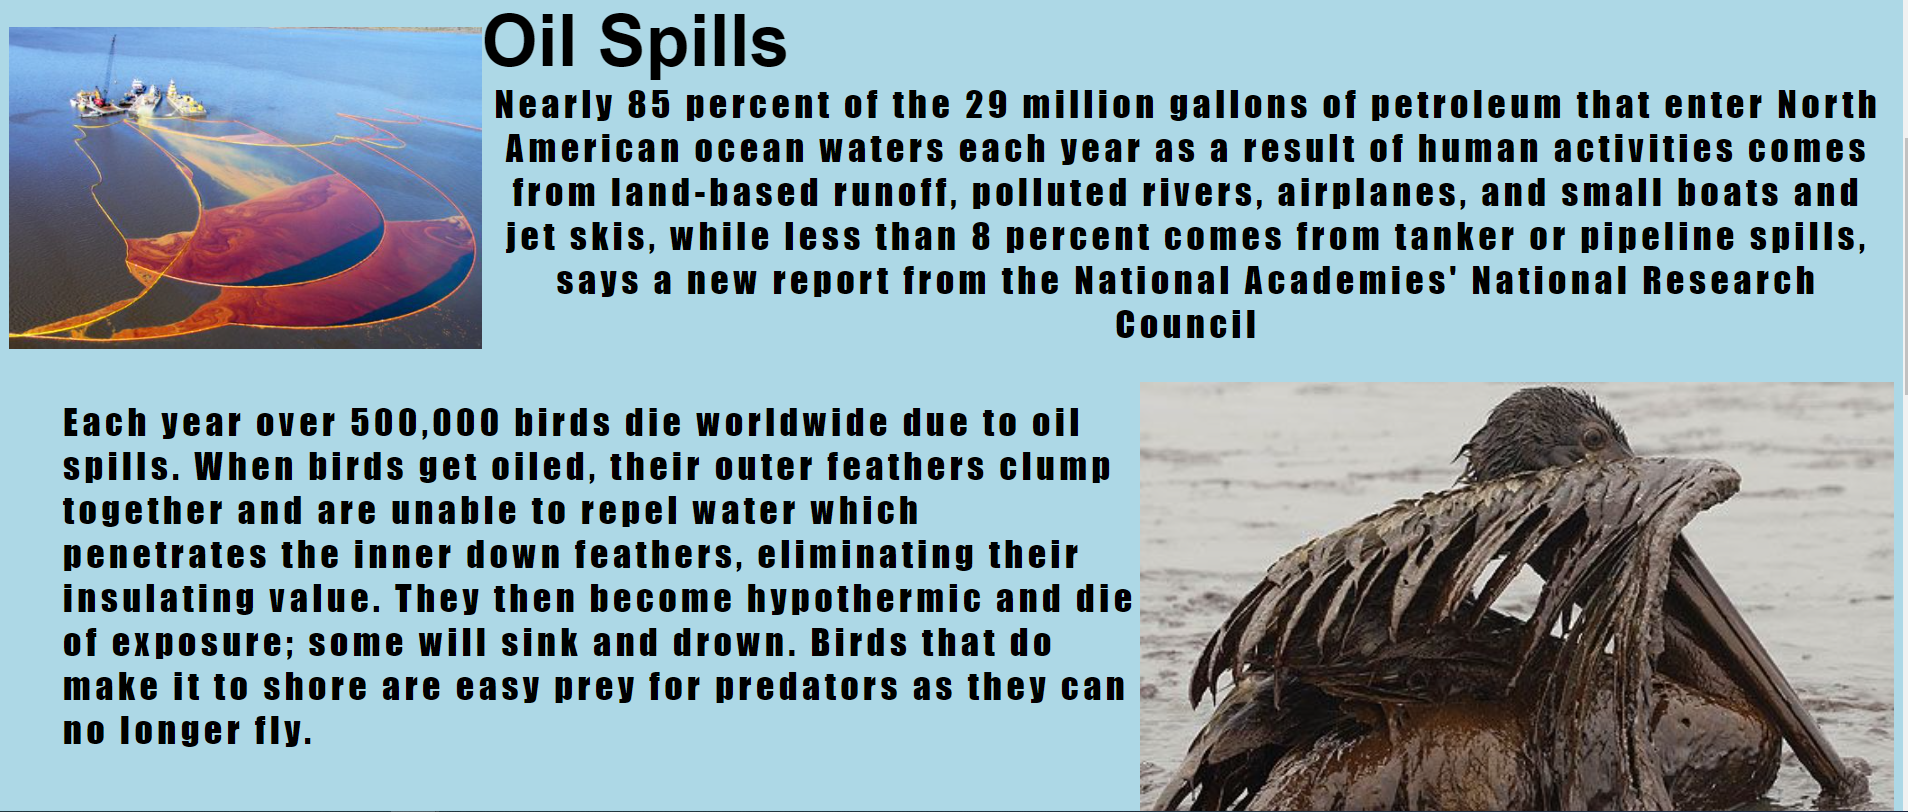 Oil Spills
Nearly 85 percent of the 29 million gallons of petroleum that enter North
American ocean waters each year as a result of human activities comes
from land-based runoff, polluted rivers, airplanes, and small boats and
jet skis, while less than 8 percent comes from tanker or pipeline spills,
says a new report from the National Academies' National Research
Council
Each year over 500,000 birds die worldwide due to oil
spills. When birds get oiled, their outer feathers clump
together and are unable to repel water which
penetrates the inner down feathers, eliminating their
insulating value. They then become hypothermic and die
of exposure; some will sink and drown. Birds that do
make it to shore are easy prey for predators as they can
no longer fly.